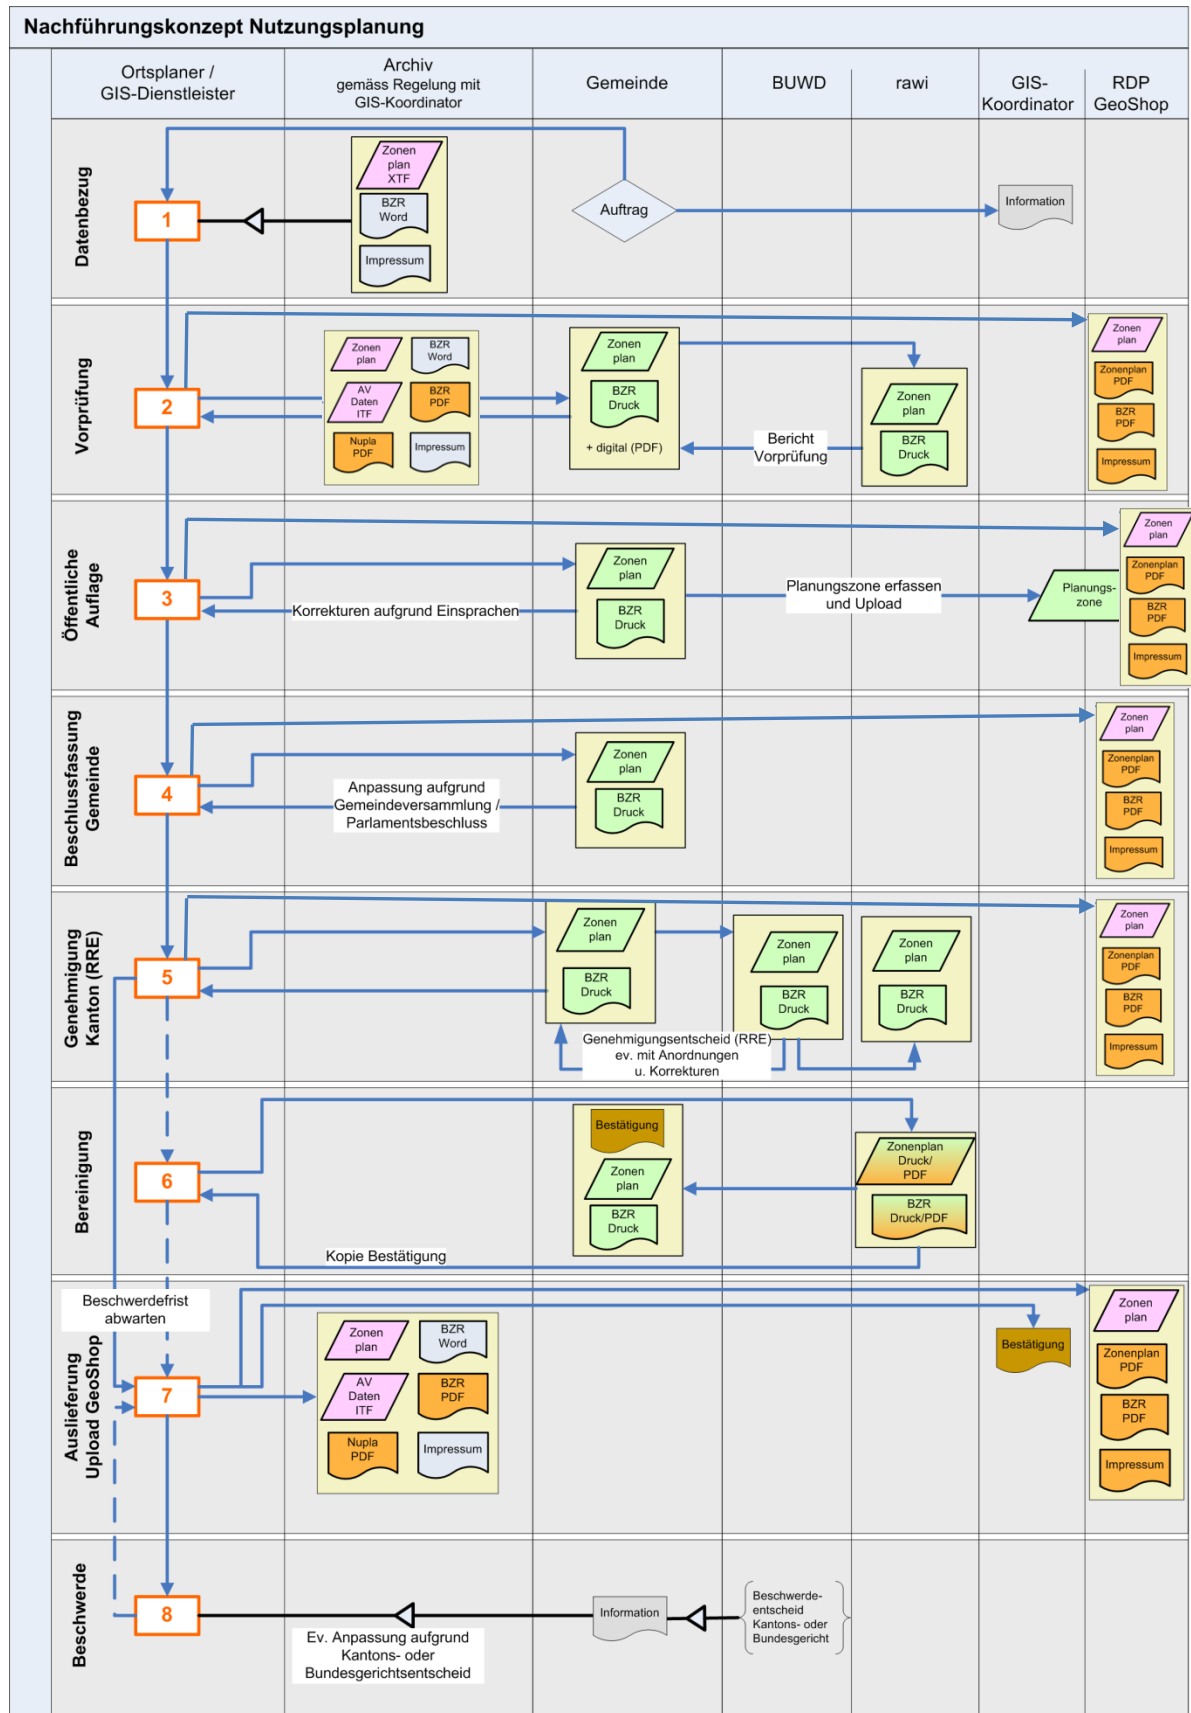 Nachführungskonzept Nutzungsplanung
Ortsplaner /
GIS-Dienstleister
Archiv
gemäss Regelung mit
GIS-Koordinator
Gemeinde
BUWD
rawi
GIS-
Koordinator
RDP
GeoShop
Datenbezug
1
Zonen
plan
XTF
BZR
Word
Impressum
Auftrag
Information
Vorprüfung
2
Zonen
plan
BZR
Word
AV
Daten
ITF
BZR
PDF
Nupla
PDF
Impressum
Zonen
plan
BZR
Druck
+ digital (PDF)
Bericht
Vorprüfung
Zonen
plan
BZR
Druck
Zonen
plan
Zonenplan
PDF
BZR
PDF
Impressum
Öffentliche
Auflage
3
Korrekturen aufgrund Einsprachen
Zonen
plan
BZR
Druck
Planungszone erfassen
und Upload
Planungs-
zone
Zonen
plan
Zonenplan
PDF
BZR
PDF
Impressum
Beschlussfassung
Gemeinde
4
Anpassung aufgrund
Gemeindeversammlung /
Parlamentsbeschluss
Zonen
plan
BZR
Druck
Zonen
plan
Zonenplan
PDF
BZR
PDF
Impressum
Genehmigung
Kanton (RRE)
5
Zonen
plan
BZR
Druck
Zonen
plan
BZR
Druck
Zonen
plan
BZR
Druck
Genehmigungsentscheid (RRE)
ev. mit Anordnungen
u. Korrekturen
Zonen
plan
Zonenplan
PDF
BZR
PDF
Impressum
Bereinigung
6
Kopie Bestätigung
Bestätigung
Zonen
plan
BZR
Druck
Zonenplan
Druck/
PDF
BZR
Druck/PDF
Beschwerdefrist
abwarten
Auslieferung
Upload GeoShop
7
Zonen
plan
BZR
Word
AV
Daten
ITF
BZR
PDF
Nupla
PDF
Impressum
Bestätigung
Zonen
plan
Zonenplan
PDF
BZR
PDF
Impressum
Beschwerde
8
Ev. Anpassung aufgrund
Kantons- oder
Bundesgerichtsentscheid
Information
Beschwerde-
entscheid
Kantons- oder
Bundesgericht